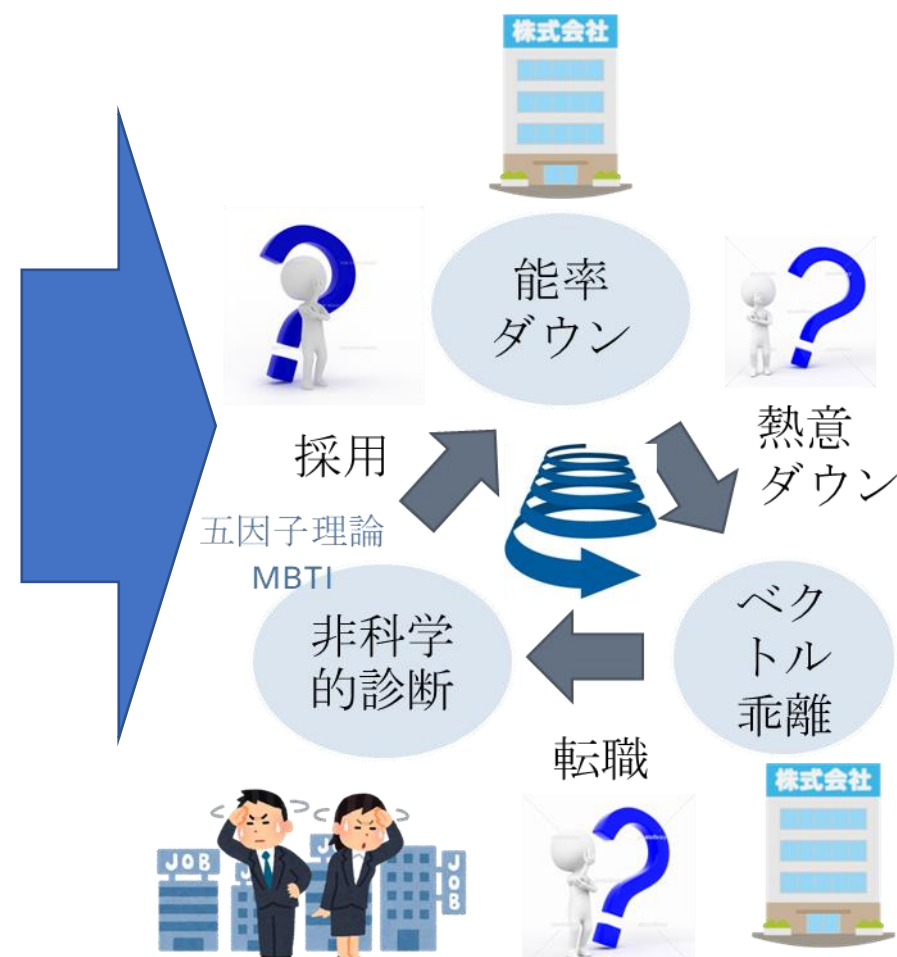 株式会社
能率
ダウン
熱意
ダウン
採用
五因子理論
MBTI
非科学
的診断
ベク
トル
乖離
転職
株式会社
JOB
JOB